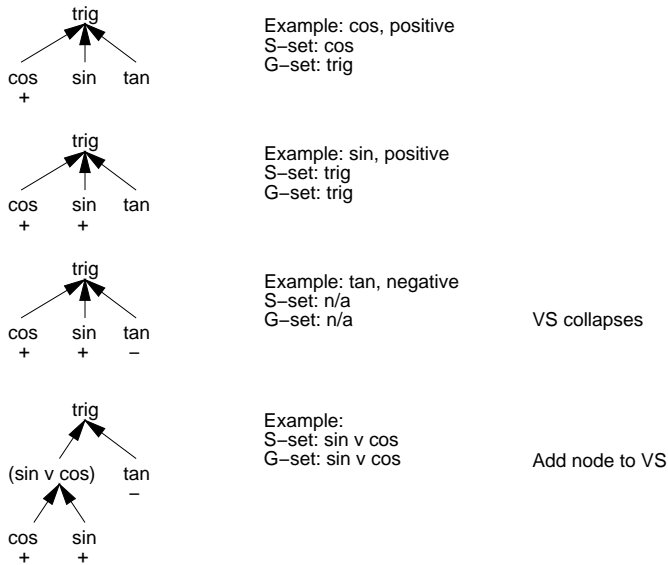 trig
cos sin tan
+
Example: cos, positive
S−set: cos
G−set: trig
trig
cos sin tan
+ +
Example: sin, positive
S−set: trig
G−set: trig
trig
cos sin tan
+ + −
Example: tan, negative
S−set: n/a
G−set: n/a VS collapses
trig
(sin v cos) tan
−
cos sin
+ +
Example:
S−set: sin v cos
G−set: sin v cos Add node to VS